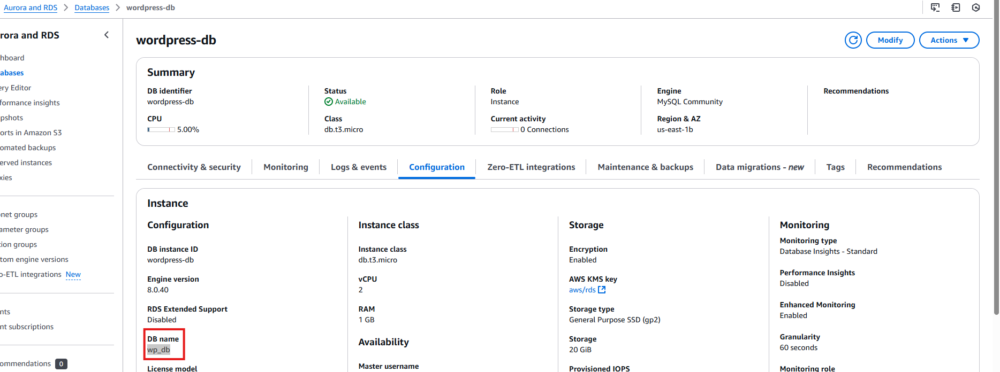 Aurora and RDS > Databases > wordpress-db
rora and RDS
hboard
abases
ery Editor
formance insights
pshots
orts in Amazon S3
omated backups
erved instances
xies
net groups
ameter groups
tion groups
tom engine versions
o-ETL integrations New
nts
nt subscriptions
ommendations 0
wordpress-db
Modify
Actions
Summary
DB identifier
wordpress-db
Status
Available
Role
Instance
Engine
MySQL Community
Recommendations
CPU
5.00%
Class
db.t3.micro
Current activity
0 Connections
Region & AZ
us-east-1b
Connectivity & security
Monitoring
Logs & events
Configuration
Zero-ETL integrations
Maintenance & backups
Data migrations - new
Tags
Recommendations
Instance
Configuration
DB instance ID
wordpress-db
Engine version
8.0.40
RDS Extended Support
Disabled
DB name
wp_db
License model
Instance class
Instance class
db.t3.micro
vCPU
2
RAM
1 GB
Availability
Master username
Storage
Encryption
Enabled
AWS KMS key
aws/rds
Storage type
General Purpose SSD (gp2)
Storage
20 GiB
Provisioned IOPS
Monitoring
Monitoring type
Database Insights - Standard
Performance Insights
Disabled
Enhanced Monitoring
Enabled
Granularity
60 seconds
Monitoring role